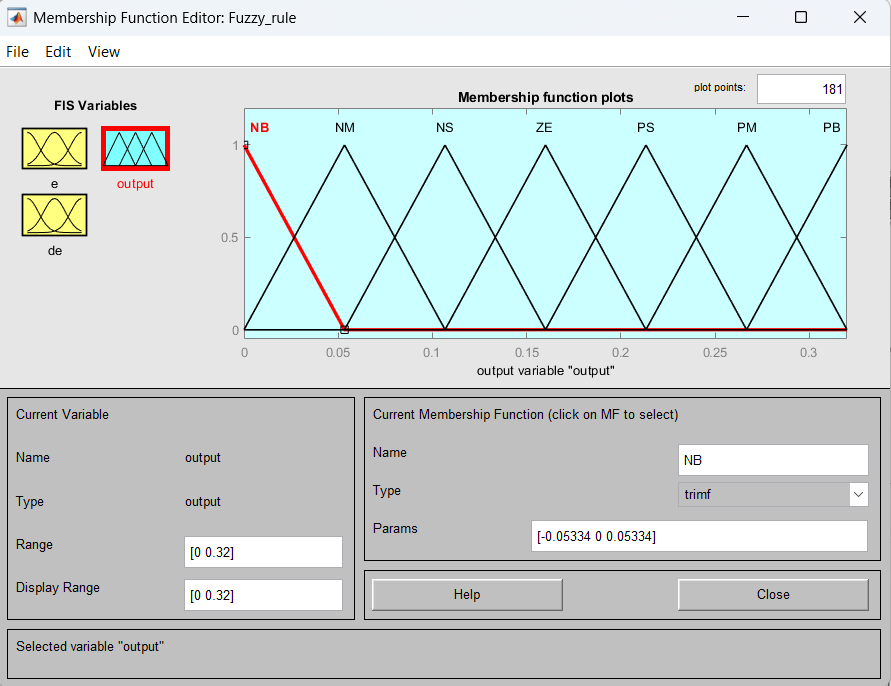 Membership Function Editor: Fuzzy_rule
File Edit View
FIS Variables
e
output
de
Membership function plots
plot points:
181
NB NM NS ZE PS PM PB
1
0.5
0
0 0.05 0.1 0.15 0.2 0.25 0.3
output variable "output"
Current Variable
Name output
Type output
Range [0 0.32]
Display Range [0 0.32]
Current Membership Function (click on MF to select)
Name NB
Type trimf
Params [-0.05334 0 0.05334]
Help Close
Selected variable "output"